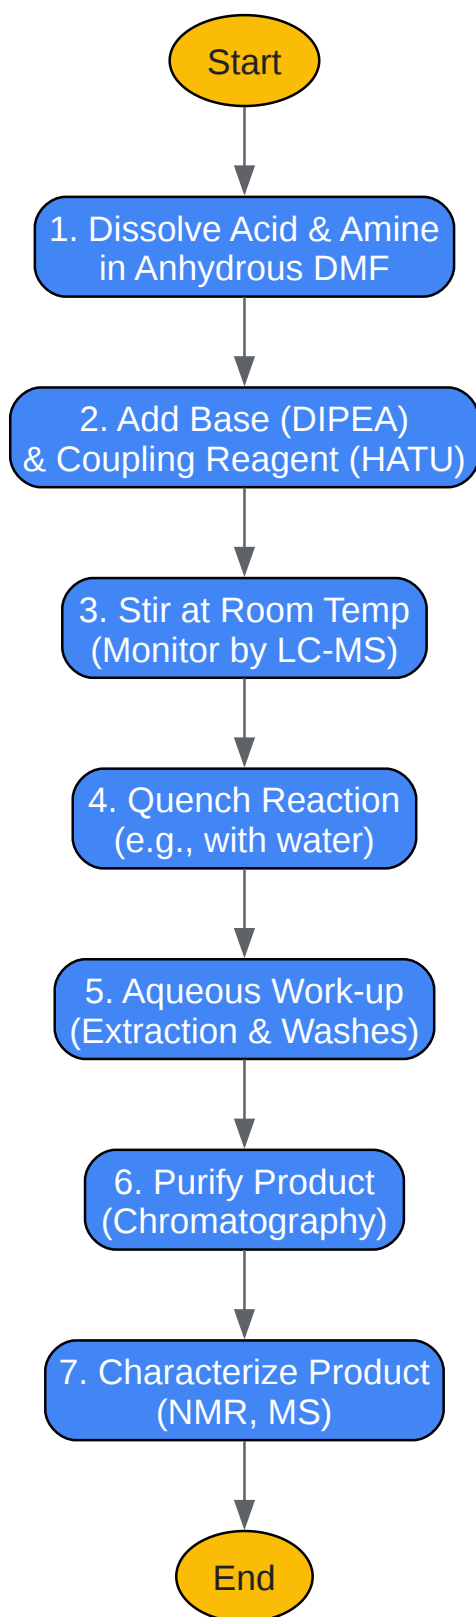 Start
1. Dissolve Acid & Amine
in Anhydrous DMF
2. Add Base (DIPEA)
& Coupling Reagent (HATU)
3. Stir at Room Temp
(Monitor by LC-MS)
4. Quench Reaction
(e.g., with water)
5. Aqueous Work-up
(Extraction & Washes)
6. Purify Product
(Chromatography)
7. Characterize Product
(NMR, MS)
End